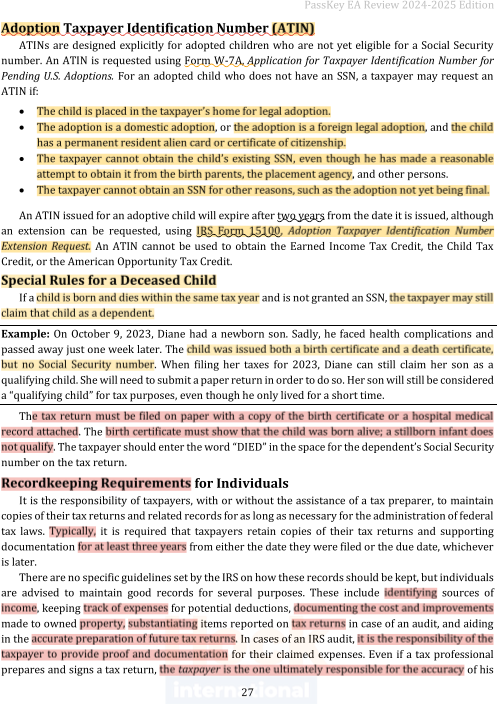 PassKey EA Review 2024-2025 Edition
Adoption Taxpayer Identification Number (ATIN)
ATINs are designed explicitly for adopted children who are not yet eligible for a Social Security
number. An ATIN is requested using Form W-7A, Application for Taxpayer Identification Number for
Pending U.S. Adoptions. For an adopted child who does not have an SSN, a taxpayer may request an
ATIN if:
• The child is placed in the taxpayer's home for legal adoption.
• The adoption is a domestic adoption, or the adoption is a foreign legal adoption, and the child
has a permanent resident alien card or certificate of citizenship.
• The taxpayer cannot obtain the child's existing SSN, even though he has made a reasonable
attempt to obtain it from the birth parents, the placement agency, and other persons.
• The taxpayer cannot obtain an SSN for other reasons, such as the adoption not yet being final.
An ATIN issued for an adoptive child will expire after two years from the date it is issued, although
an extension can be requested, using IRS Form 15100, Adoption Taxpayer Identification Number
Extension Request. An ATIN cannot be used to obtain the Earned Income Tax Credit, the Child Tax
Credit, or the American Opportunity Tax Credit.
Special Rules for a Deceased Child
If a child is born and dies within the same tax year and is not granted an SSN, the taxpayer may still
claim that child as a dependent.
Example: On October 9, 2023, Diane had a newborn son. Sadly, he faced health complications and
passed away just one week later. The child was issued both a birth certificate and a death certificate,
but no Social Security number. When filing her taxes for 2023, Diane can still claim her son as a
qualifying child. She will need to submit a paper return in order to do so. Her son will still be considered
a "qualifying child" for tax purposes, even though he only lived for a short time.
The tax return must be filed on paper with a copy of the birth certificate or a hospital medical
record attached. The birth certificate must show that the child was born alive; a stillborn infant does
not qualify. The taxpayer should enter the word "DIED" in the space for the dependent's Social Security
number on the tax return.
Recordkeeping Requirements for Individuals
It is the responsibility of taxpayers, with or without the assistance of a tax preparer, to maintain
copies of their tax returns and related records for as long as necessary for the administration of federal
tax laws. Typically, it is required that taxpayers retain copies of their tax returns and supporting
documentation for at least three years from either the date they were filed or the due date, whichever
is later.
There are no specific guidelines set by the IRS on how these records should be kept, but individuals
are advised to maintain good records for several purposes. These include identifying sources of
income, keeping track of expenses for potential deductions, documenting the cost and improvements
made to owned property, substantiating items reported on tax returns in case of an audit, and aiding
in the accurate preparation of future tax returns. In cases of an IRS audit, it is the responsibility of the
taxpayer to provide proof and documentation for their claimed expenses. Even if a tax professional
prepares and signs a tax return, the taxpayer is the one ultimately responsible for the accuracy of his
international
27